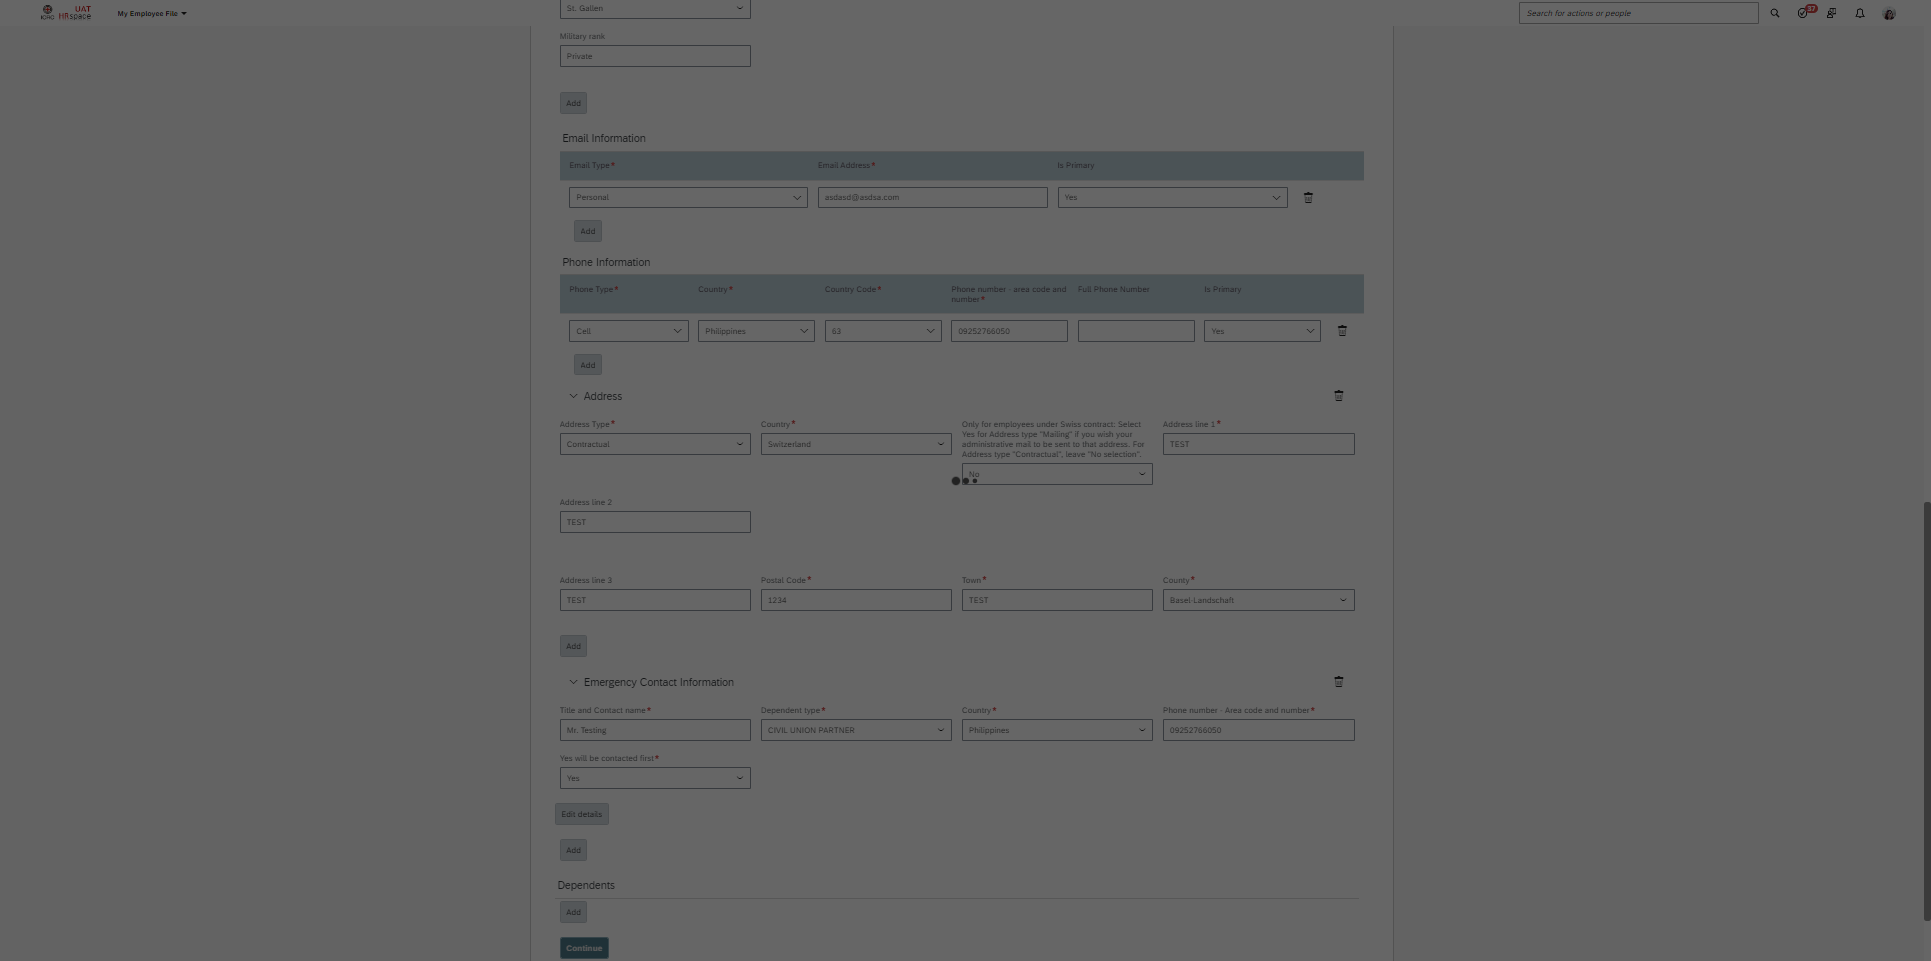 ICRC UAT HRspace
My Employee File
Search for actions or people
37
St. Gallen
Military rank
Private
Add
Email Information
Email Type* Email Address* Is Primary
Personal asdasd@asdsa.com Yes
Add
Phone Information
Phone Type* Country* Country Code* Phone number - area code and number* Full Phone Number Is Primary
Cell Philippines 63 09252766050 Yes
Add
Address
Address Type* Country* Only for employees under Swiss contract: Select Address line 1*
Yes for Address type "Mailing" if you wish your
administrative mail to be sent to that address. For
Address type "Contractual", leave "No selection".
Contractual Switzerland No TEST
Address line 2
TEST
Address line 3 Postal Code* Town* County*
TEST 1234 TEST Basel-Landschaft
Add
Emergency Contact Information
Title and Contact name* Dependent type* Country* Phone number - Area code and number*
Mr. Testing CIVIL UNION PARTNER Philippines 09252766050
Yes will be contacted first*
Yes
Edit details
Add
Dependents
Add
Continue